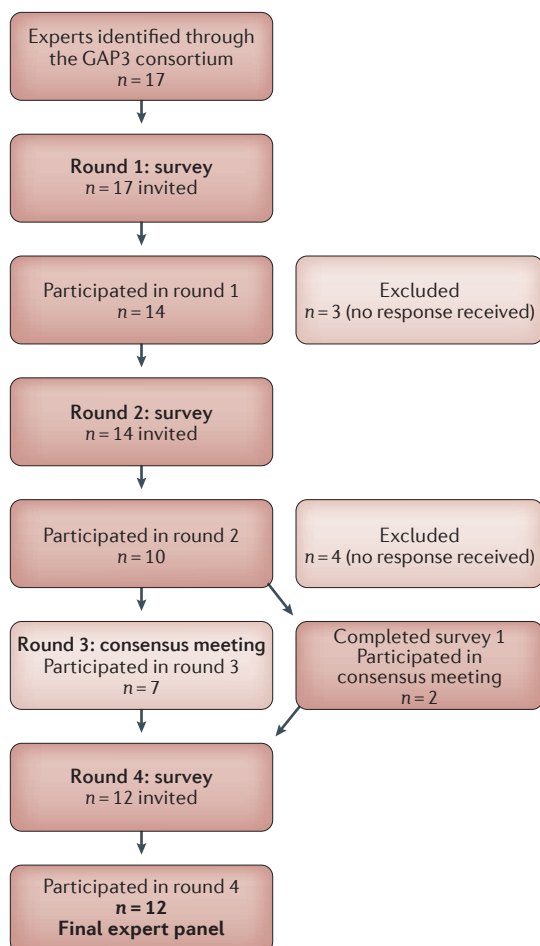 Experts identified through
the GAP3 consortium
n = 17
Round 1: survey
n = 17 invited
Participated in round 1
n = 14
Excluded
n = 3 (no response received)
Round 2: survey
n = 14 invited
Participated in round 2
n = 10
Excluded
n = 4 (no response received)
Round 3: consensus meeting
Participated in round 3
n = 7
Completed survey 1
Participated in
consensus meeting
n = 2
Round 4: survey
n = 12 invited
Participated in round 4
n = 12
Final expert panel